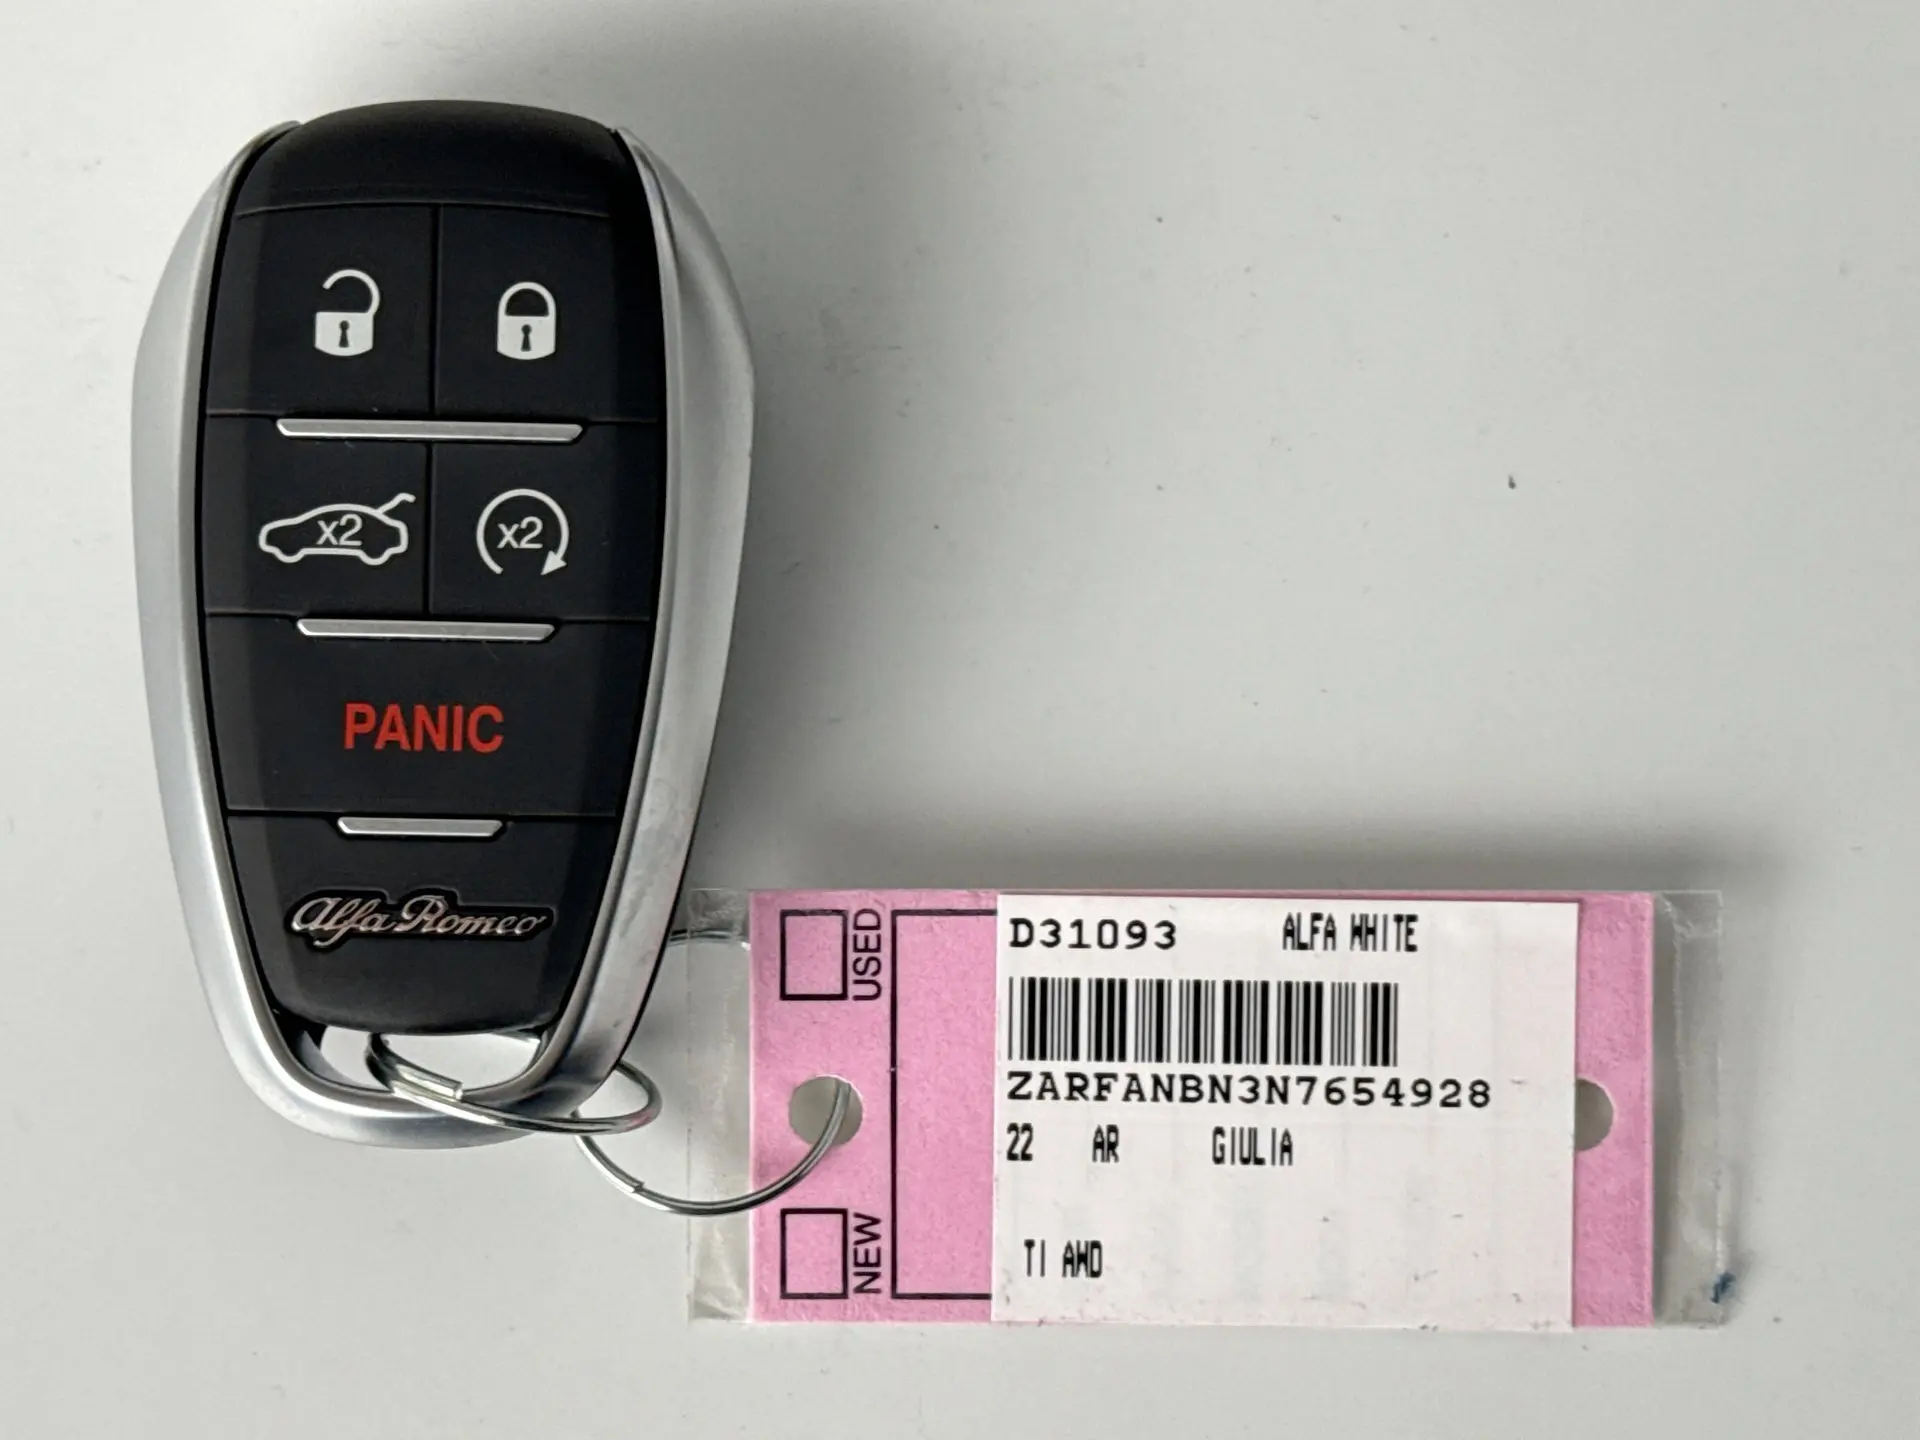 x2
x2
PANIC
Alfa Romeo
USED
NEW
D31093 ALFA WHITE
ZARFANBN3N7654928
22 AR GIULIA
TI AWD